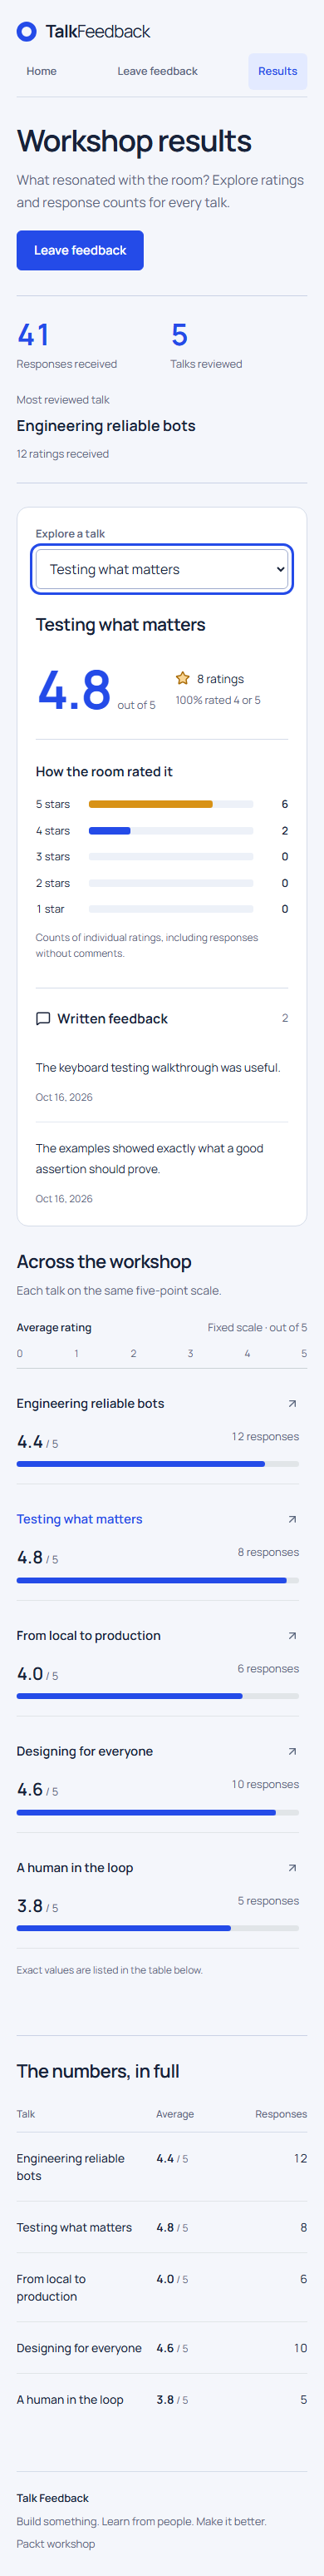 TalkFeedback
Home Leave feedback Results
Workshop results
What resonated with the room? Explore ratings
and response counts for every talk.
Leave feedback
41 5
Responses received Talks reviewed
Most reviewed talk
Engineering reliable bots
12 ratings received
Explore a talk
Testing what matters
Testing what matters
4.8 out of 5
8 ratings
100% rated 4 or 5
How the room rated it
5 stars 6
4 stars 2
3 stars 0
2 stars 0
1 star 0
Counts of individual ratings, including responses
without comments.
Written feedback 2
The keyboard testing walkthrough was useful.
Oct 16, 2026
The examples showed exactly what a good
assertion should prove.
Oct 16, 2026
Across the workshop
Each talk on the same five-point scale.
Average rating Fixed scale · out of 5
0 1 2 3 4 5
Engineering reliable bots
4.4 / 5 12 responses
Testing what matters
4.8 / 5 8 responses
From local to production
4.0 / 5 6 responses
Designing for everyone
4.6 / 5 10 responses
A human in the loop
3.8 / 5 5 responses
Exact values are listed in the table below.
The numbers, in full
Talk Average Responses
Engineering reliable
bots 4.4 / 5 12
Testing what matters 4.8 / 5 8
From local to
production 4.0 / 5 6
Designing for everyone 4.6 / 5 10
A human in the loop 3.8 / 5 5
Talk Feedback
Build something. Learn from people. Make it better.
Packt workshop